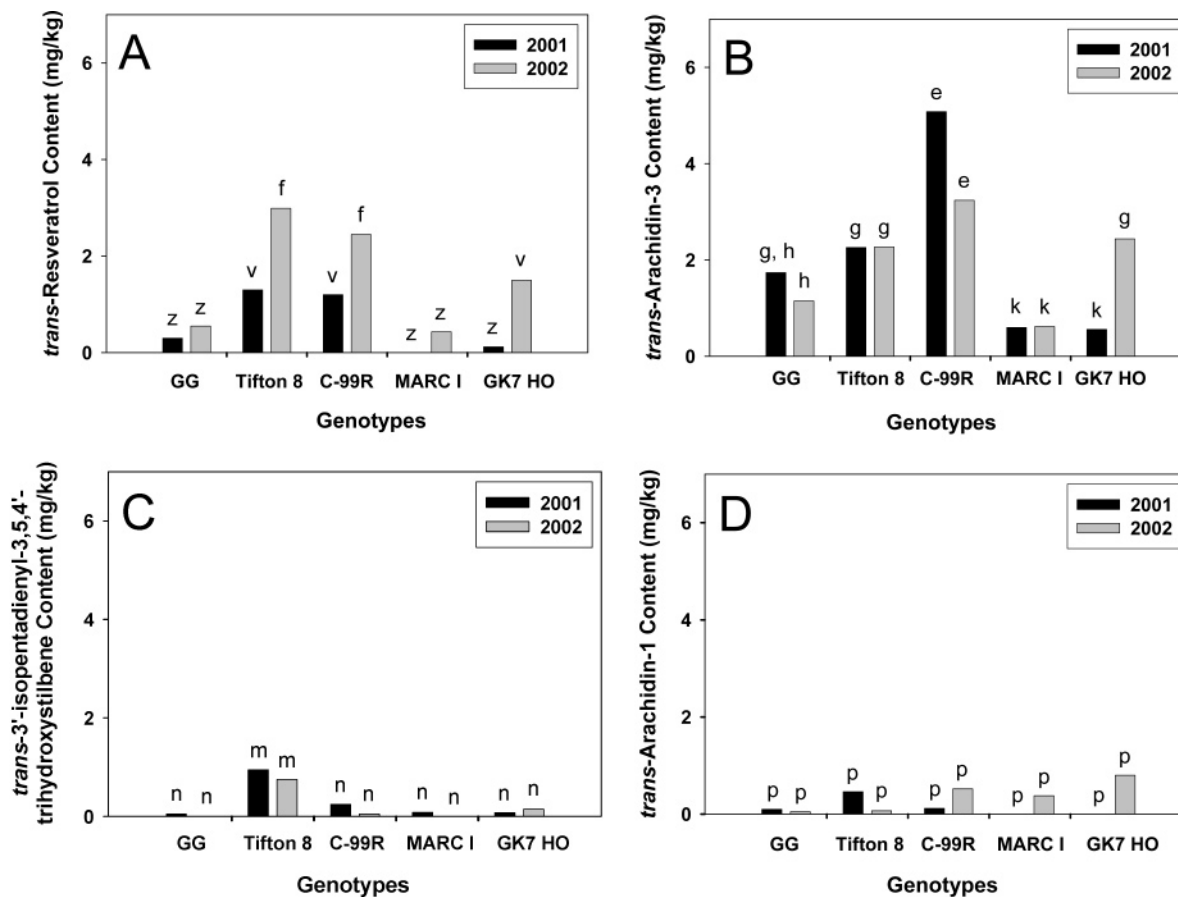 A
trans-Resveratrol Content (mg/kg)
6
4
2
0
2001
2002
z
z
v
f
v
f
z
z
z
v
GG
Tifton 8
C-99R
MARC I
GK7 HO
Genotypes
B
trans-Arachidin-3 Content (mg/kg)
6
4
2
0
2001
2002
g, h
h
g
g
e
e
k
k
k
g
GG
Tifton 8
C-99R
MARC I
GK7 HO
Genotypes
C
trans-3'-isopentadienyl-3,5,4'-
trihydroxystilbene Content (mg/kg)
6
4
2
0
2001
2002
n
n
m
m
n
n
n
n
n
n
GG
Tifton 8
C-99R
MARC I
GK7 HO
Genotypes
D
trans-Arachidin-1 Content (mg/kg)
6
4
2
0
2001
2002
p
p
p
p
p
p
p
p
p
p
GG
Tifton 8
C-99R
MARC I
GK7 HO
Genotypes